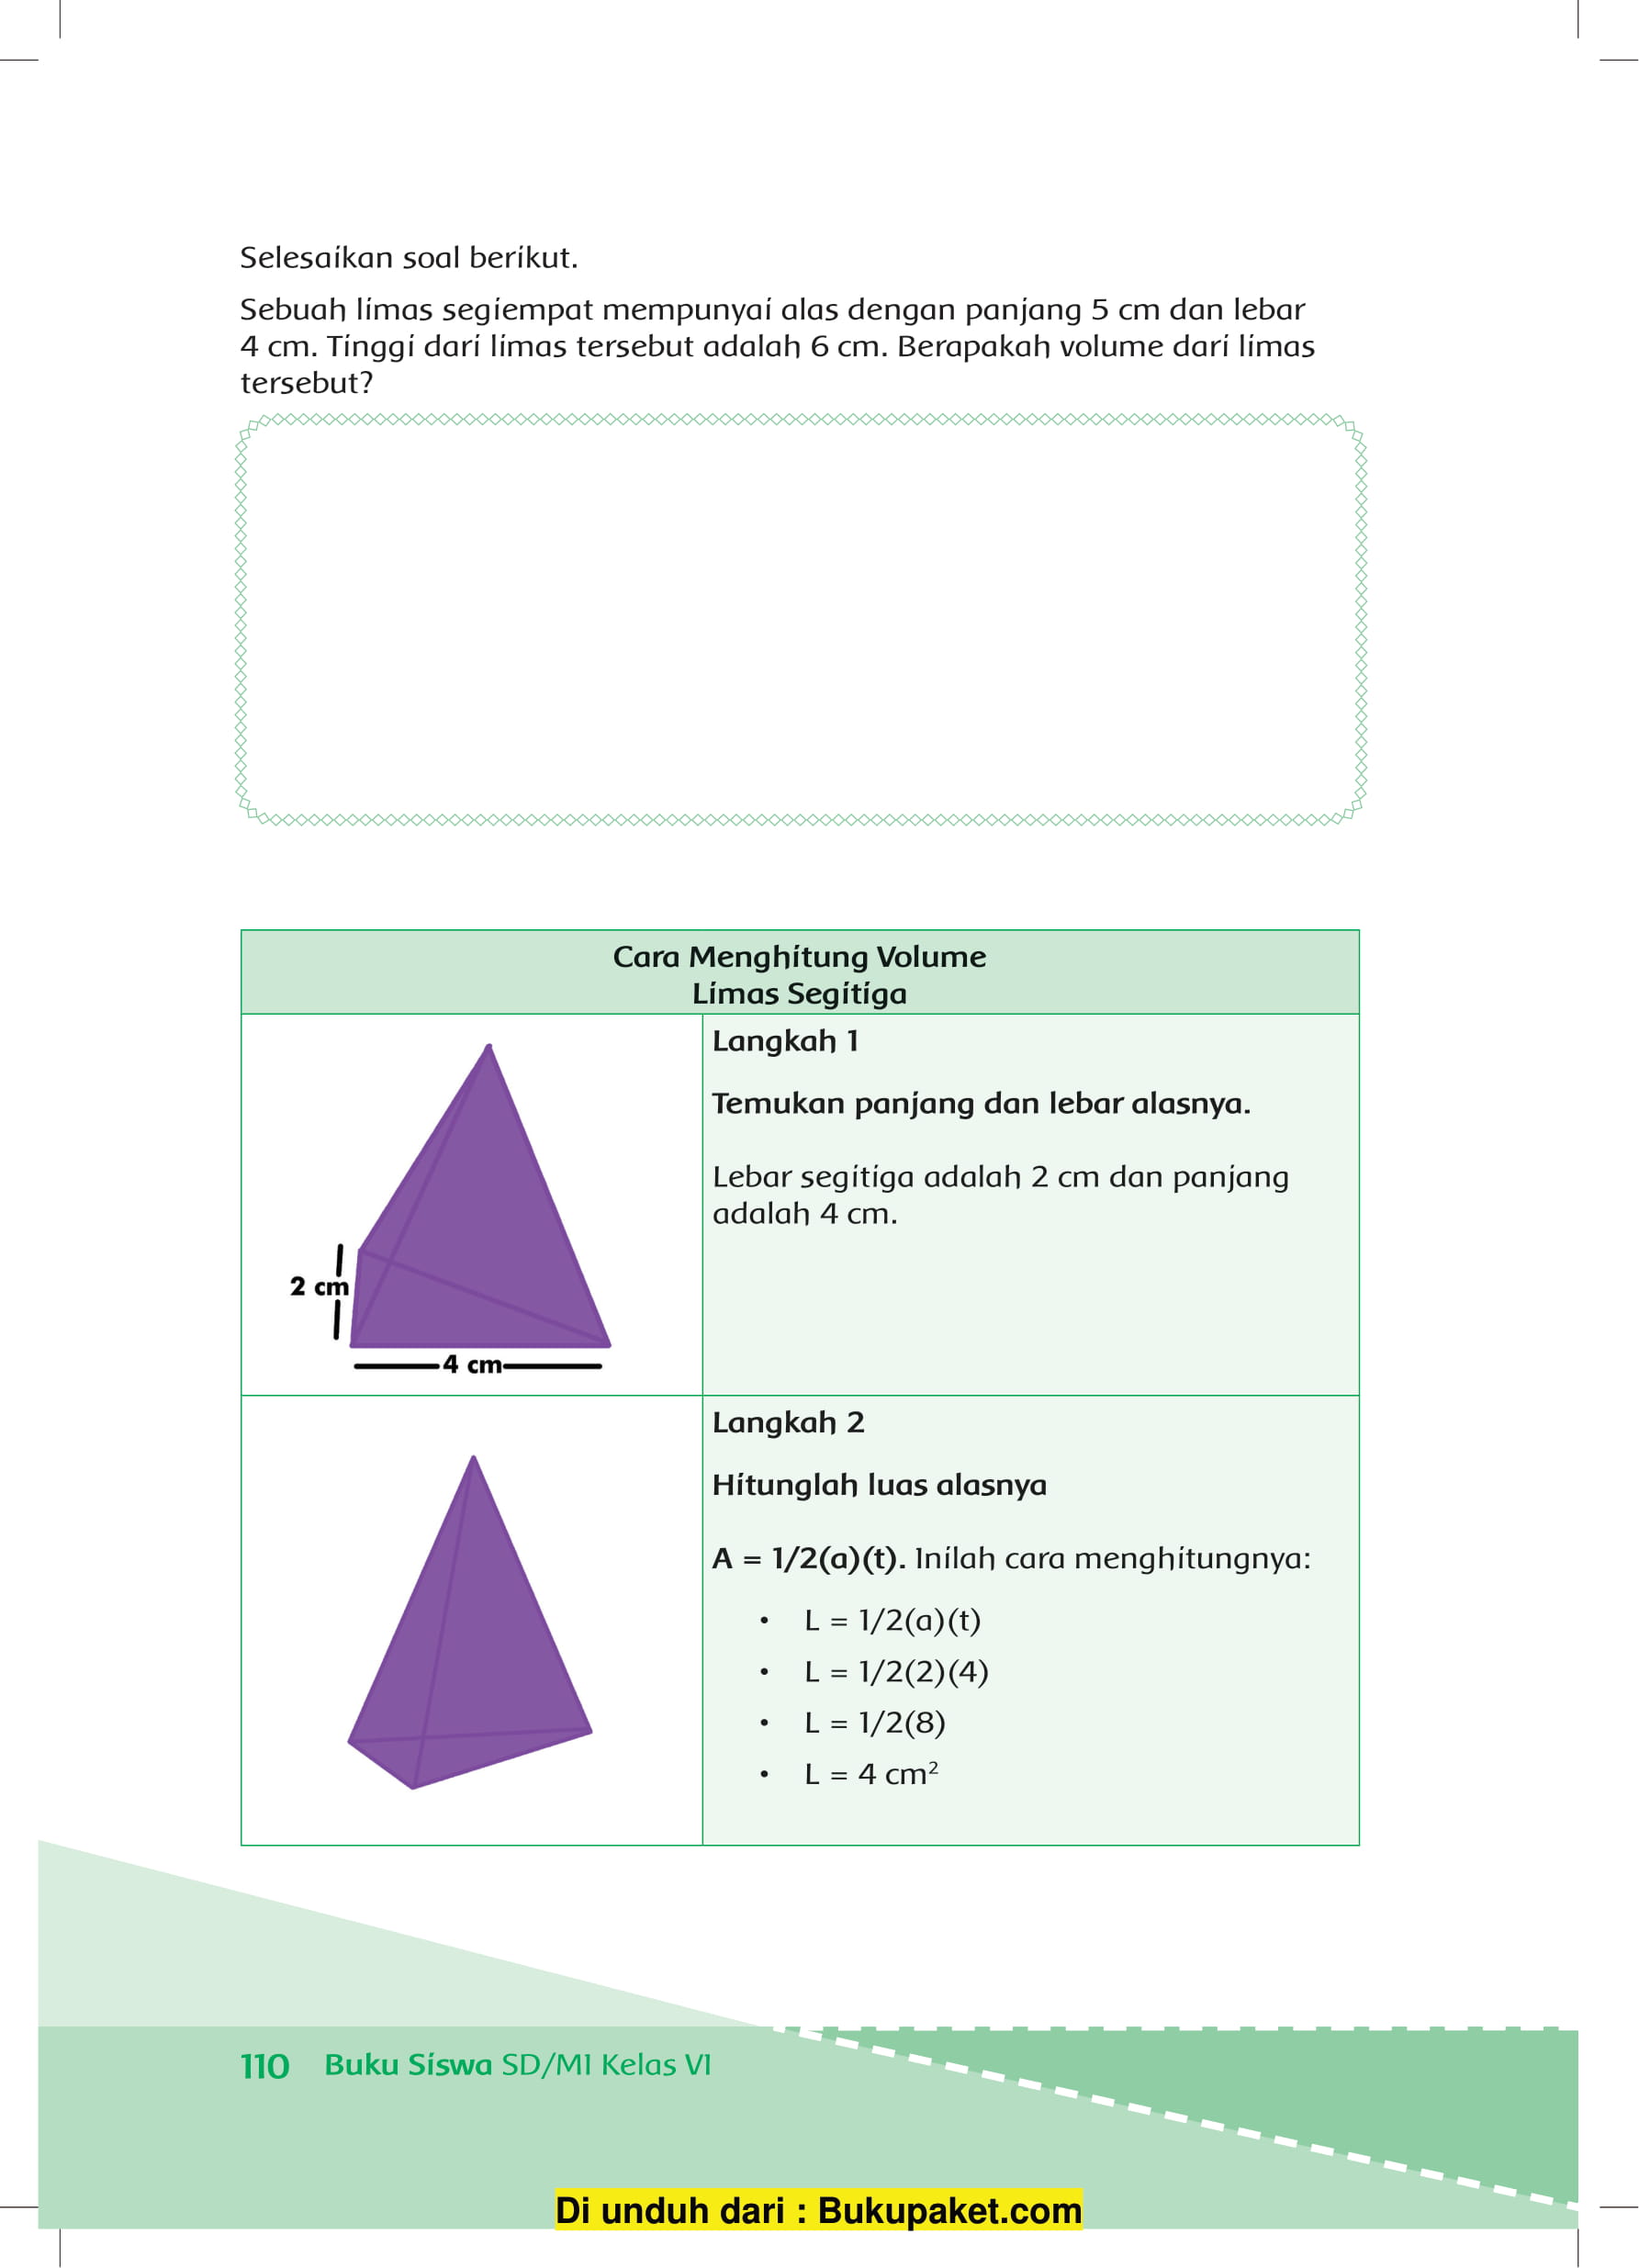 Selesaikan soal berikut.
Sebuah limas segiempat mempunyai alas dengan panjang 5 cm dan lebar
4 cm. Tinggi dari limas tersebut adalah 6 cm. Berapakah volume dari limas
tersebut?
Cara Menghitung Volume
Limas Segitiga
2 cm
4 cm
Langkah 1
Temukan panjang dan lebar alasnya.
Lebar segitiga adalah 2 cm dan panjang
adalah 4 cm.
Langkah 2
Hitunglah luas alasnya
A = 1/2(a)(t). Inilah cara menghitungnya:
• L = 1/2(a)(t)
• L = 1/2(2)(4)
• L = 1/2(8)
• L = 4 cm²
110 Buku Siswa SD/MI Kelas VI
Di unduh dari : Bukupaket.com